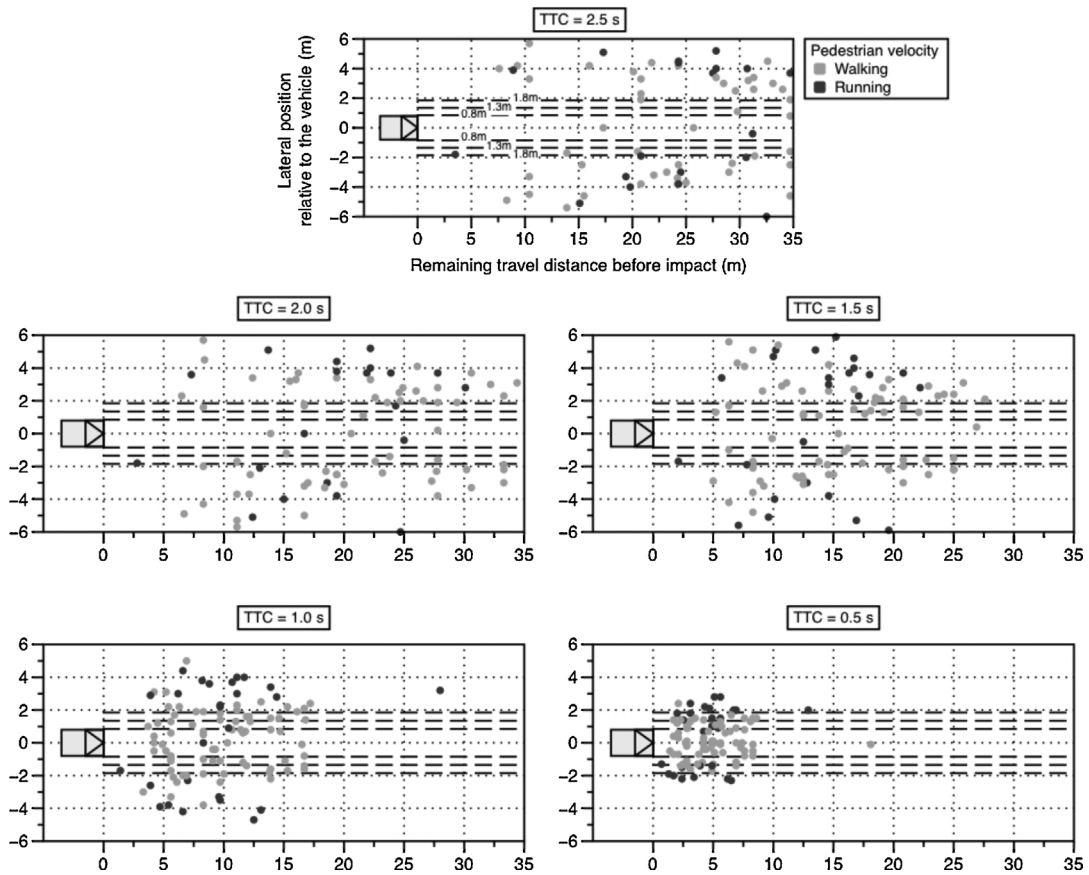 TTC = 2.5 s
Lateral position
relative to the vehicle (m)
6
4
2
0
−2
−4
−6
1.8m
1.3m
0.8m
0.8m
1.3m
1.8m
0 5 10 15 20 25 30 35
Remaining travel distance before impact (m)
Pedestrian velocity
Walking
Running
TTC = 2.0 s
6
4
2
0
−2
−4
−6
0 5 10 15 20 25 30 35
TTC = 1.5 s
6
4
2
0
−2
−4
−6
0 5 10 15 20 25 30 35
TTC = 1.0 s
6
4
2
0
−2
−4
−6
0 5 10 15 20 25 30 35
TTC = 0.5 s
6
4
2
0
−2
−4
−6
0 5 10 15 20 25 30 35